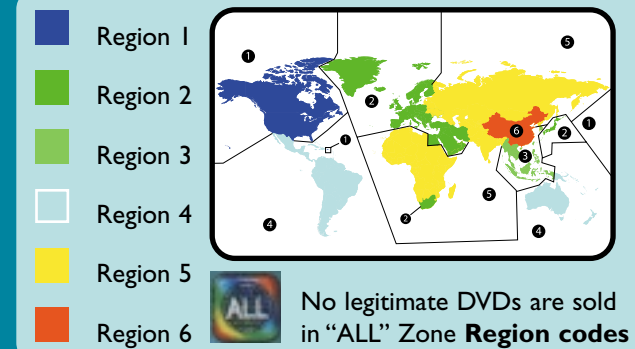 Region 1
Region 2
Region 3
Region 4
Region 5
Region 6
1
5
2
1
6
2
1
3
5
2
4
4
ALL
No legitimate DVDs are sold
in “ALL” Zone Region codes